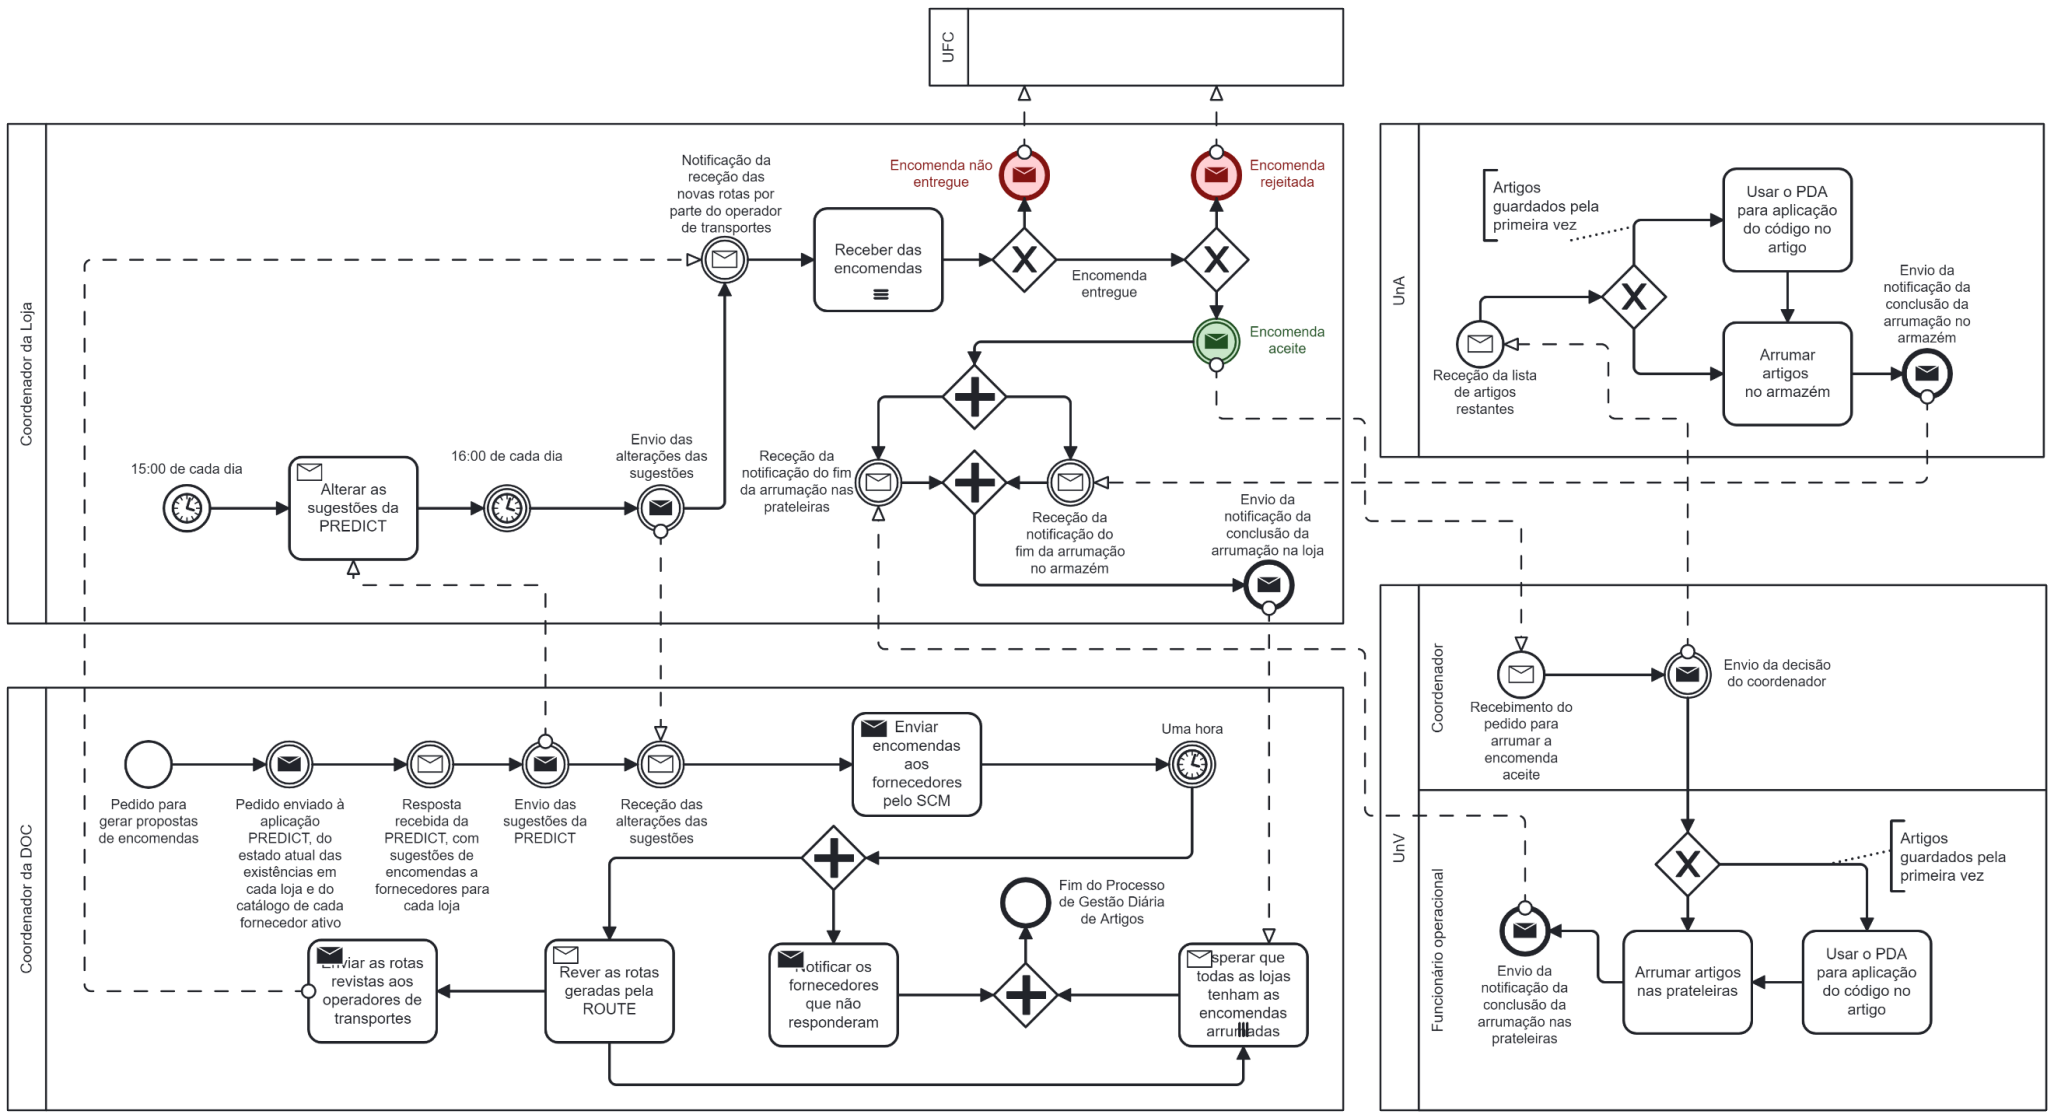 UFC
Coordenador da Loja
Notificação da
receção das
novas rotas por
parte do operador
de transportes
Encomenda não
entregue
Encomenda
rejeitada
Receber das
encomendas
Encomenda
entregue
Encomenda
aceite
15:00 de cada dia
Alterar as
sugestões da
PREDICT
16:00 de cada dia
Envio das
alterações das
sugestões
Receção da
notificação do fim
da arrumação nas
prateleiras
Receção da
notificação do
fim da arrumação
no armazém
Envio da
notificação da
conclusão da
arrumação na loja
UnA
Artigos
guardados pela
primeira vez
Usar o PDA
para aplicação
do código no
artigo
Receção da lista
de artigos
restantes
Arrumar
artigos
no armazém
Envio da
notificação da
conclusão da
arrumação no
armazém
Coordenador da DOC
Pedido para
gerar propostas
de encomendas
Pedido enviado à
aplicação
PREDICT, do
estado atual das
existências em
cada loja e do
catálogo de cada
fornecedor ativo
Resposta
recebida da
PREDICT, com
sugestões de
encomendas a
fornecedores para
cada loja
Envio das
sugestões da
PREDICT
Receção das
alterações das
sugestões
Enviar
encomendas
aos
fornecedores
pelo SCM
Uma hora
Fim do Processo
de Gestão Diária
de Artigos
Enviar as rotas
revistas aos
operadores de
transportes
Rever as rotas
geradas pela
ROUTE
Notificar os
fornecedores
que não
responderam
Esperar que
todas as lojas
tenham as
encomendas
arrumadas
UnV
Coordenador
Recebimento do
pedido para
arrumar a
encomenda
aceite
Envio da decisão
do coordenador
Funcionário operacional
Artigos
guardados pela
primeira vez
Envio da
notificação da
conclusão da
arrumação nas
prateleiras
Arrumar artigos
nas prateleiras
Usar o PDA
para aplicação
do código no
artigo